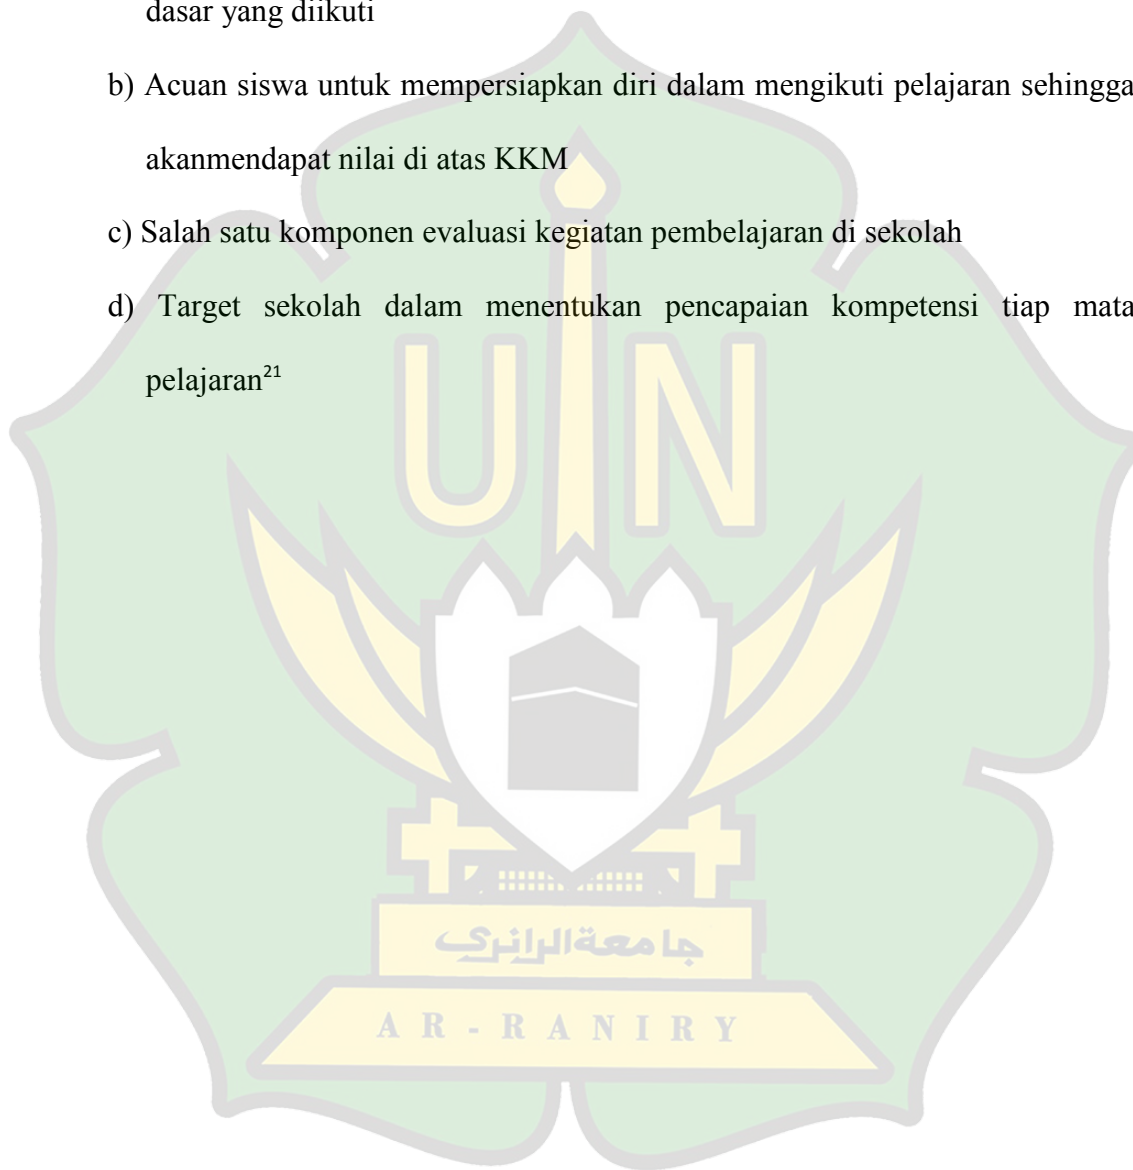 dasar yang diikuti
b) Acuan siswa untuk mempersiapkan diri dalam mengikuti pelajaran sehingga
akanmendapat nilai di atas KKM
c) Salah satu komponen evaluasi kegiatan pembelajaran di sekolah
d) Target sekolah dalam menentukan pencapaian kompetensi tiap mata
pelajaran21
UIN
جامعة الرانري
AR-RANIRY